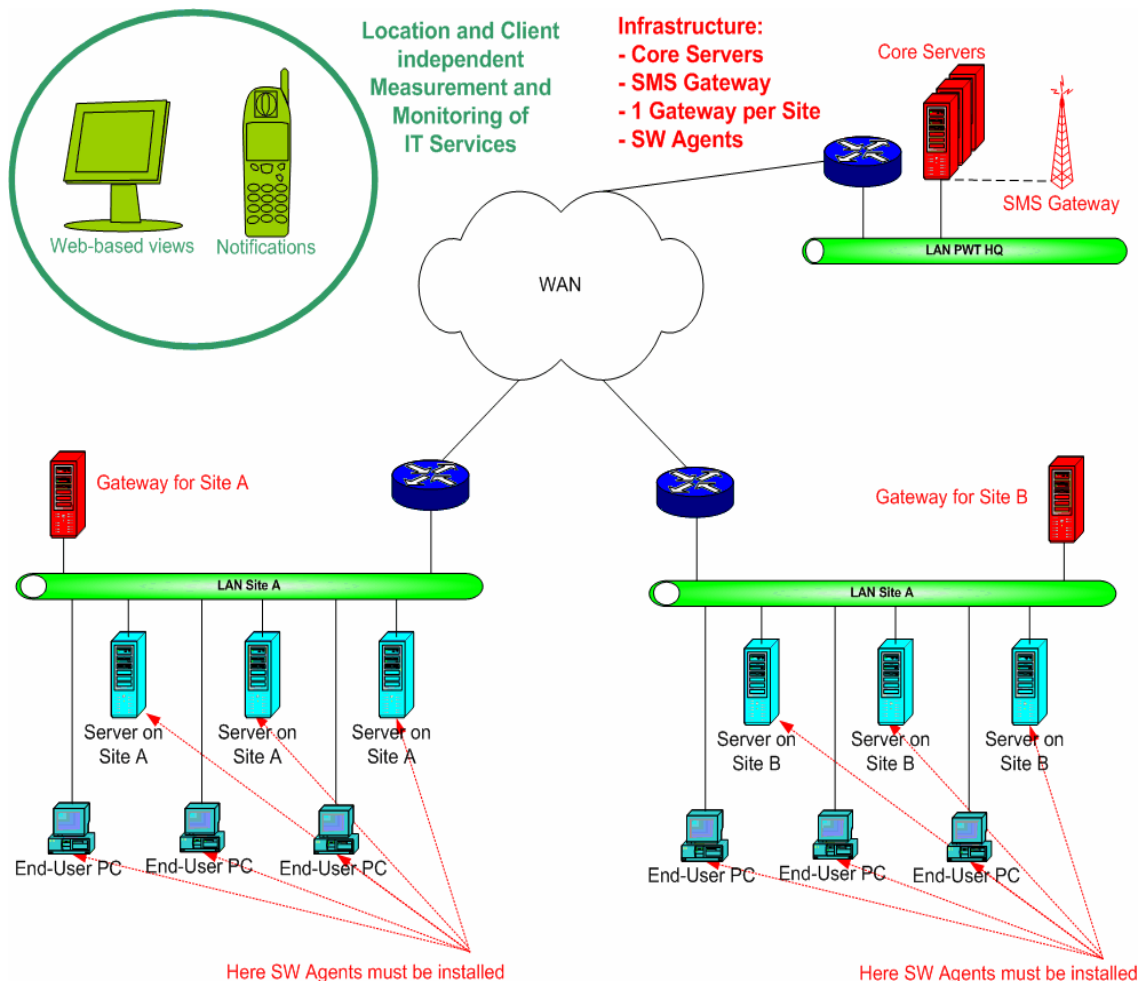 Location and Client
independent
Measurement and
Monitoring of
IT Services
Infrastructure:
- Core Servers
- SMS Gateway
- 1 Gateway per Site
- SW Agents
Core Servers
SMS Gateway
LAN PWT HQ
Web-based views
Notifications
WAN
Gateway for Site A
Gateway for Site B
LAN Site A
LAN Site A
Server on
Site A
Server on
Site A
Server on
Site A
Server on
Site B
Server on
Site B
Server on
Site B
End-User PC
End-User PC
End-User PC
End-User PC
End-User PC
End-User PC
Here SW Agents must be installed
Here SW Agents must be installed